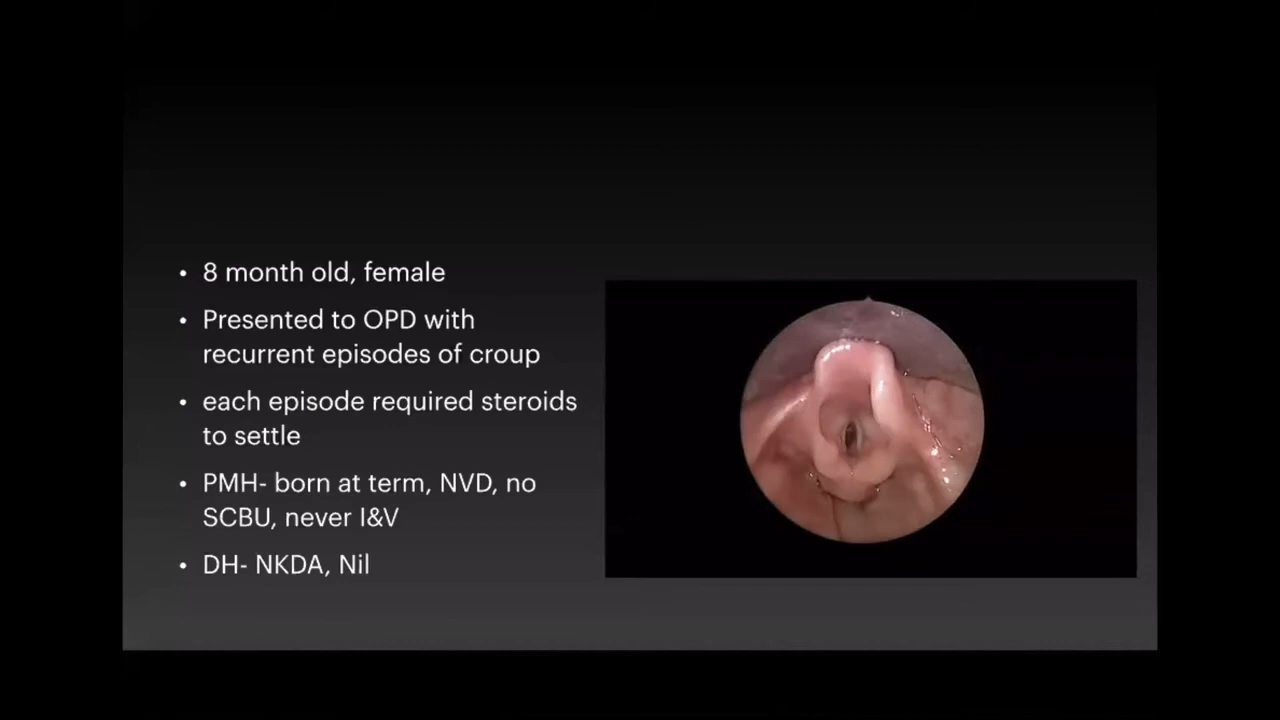 • 8 month old, female
• Presented to OPD with
recurrent episodes of croup
• each episode required steroids
to settle
• PMH- born at term, NVD, no
SCBU, never I&V
• DH- NKDA, Nil